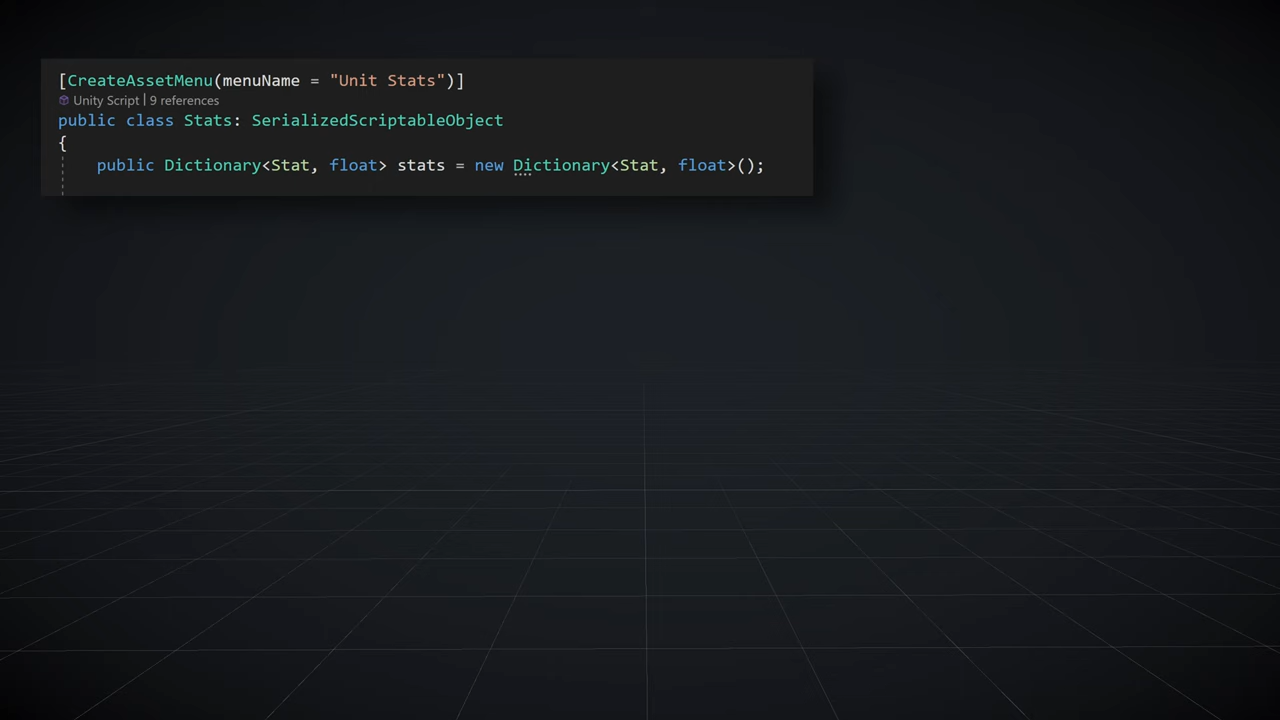 [CreateAssetMenu(menuName = "Unit Stats")]
Unity Script | 9 references
public class Stats: SerializedScriptableObject
{
public Dictionary<Stat, float> stats = new Dictionary<Stat, float>();